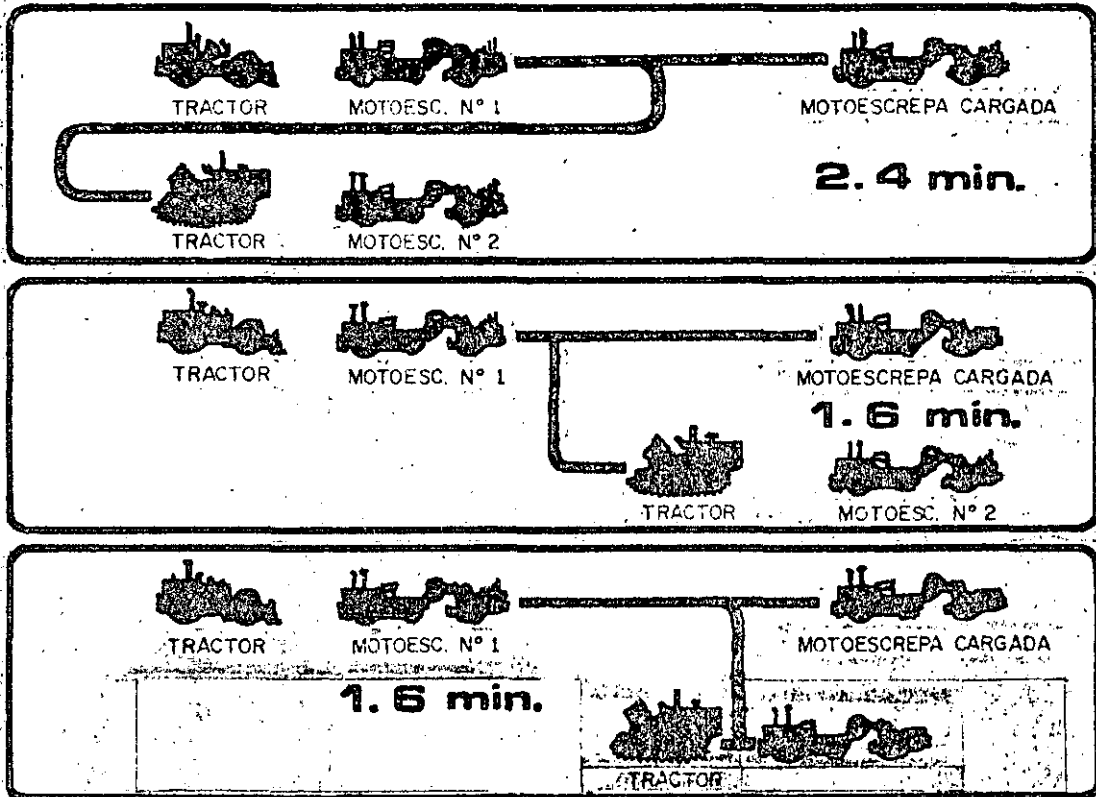 TRACTOR MOTOESC. N° 1 MOTOESCREPA CARGADA
2.4 min.
TRACTOR MOTOESC. N° 2
TRACTOR MOTOESC. N° 1 MOTOESCREPA CARGADA
1.6 min.
TRACTOR MOTOESC. N° 2
TRACTOR MOTOESC. N° 1 MOTOESCREPA CARGADA
1.6 min.
TRACTOR